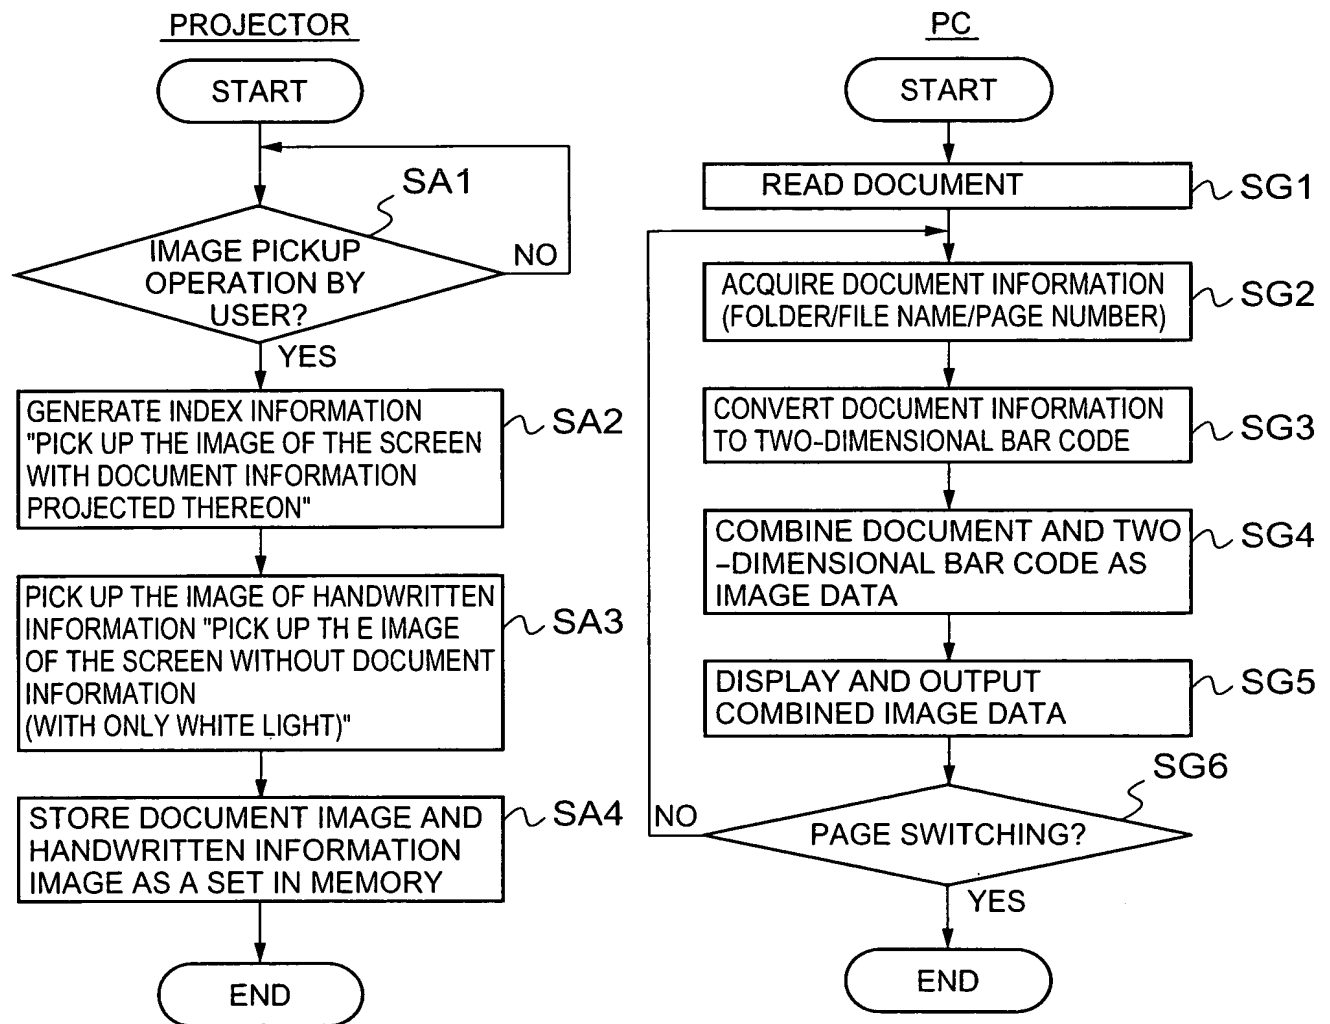 PROJECTOR
START
SA1
IMAGE PICKUP
OPERATION BY
USER?
NO
YES
GENERATE INDEX INFORMATION
"PICK UP THE IMAGE OF THE SCREEN
WITH DOCUMENT INFORMATION
PROJECTED THEREON"
SA2
PICK UP THE IMAGE OF HANDWRITTEN
INFORMATION "PICK UP TH E IMAGE
OF THE SCREEN WITHOUT DOCUMENT
INFORMATION
(WITH ONLY WHITE LIGHT)"
SA3
STORE DOCUMENT IMAGE AND
HANDWRITTEN INFORMATION
IMAGE AS A SET IN MEMORY
SA4
END
PC
START
READ DOCUMENT
SG1
ACQUIRE DOCUMENT INFORMATION
(FOLDER/FILE NAME/PAGE NUMBER)
SG2
CONVERT DOCUMENT INFORMATION
TO TWO-DIMENSIONAL BAR CODE
SG3
COMBINE DOCUMENT AND TWO
-DIMENSIONAL BAR CODE AS
IMAGE DATA
SG4
DISPLAY AND OUTPUT
COMBINED IMAGE DATA
SG5
SG6
NO
PAGE SWITCHING?
YES
END